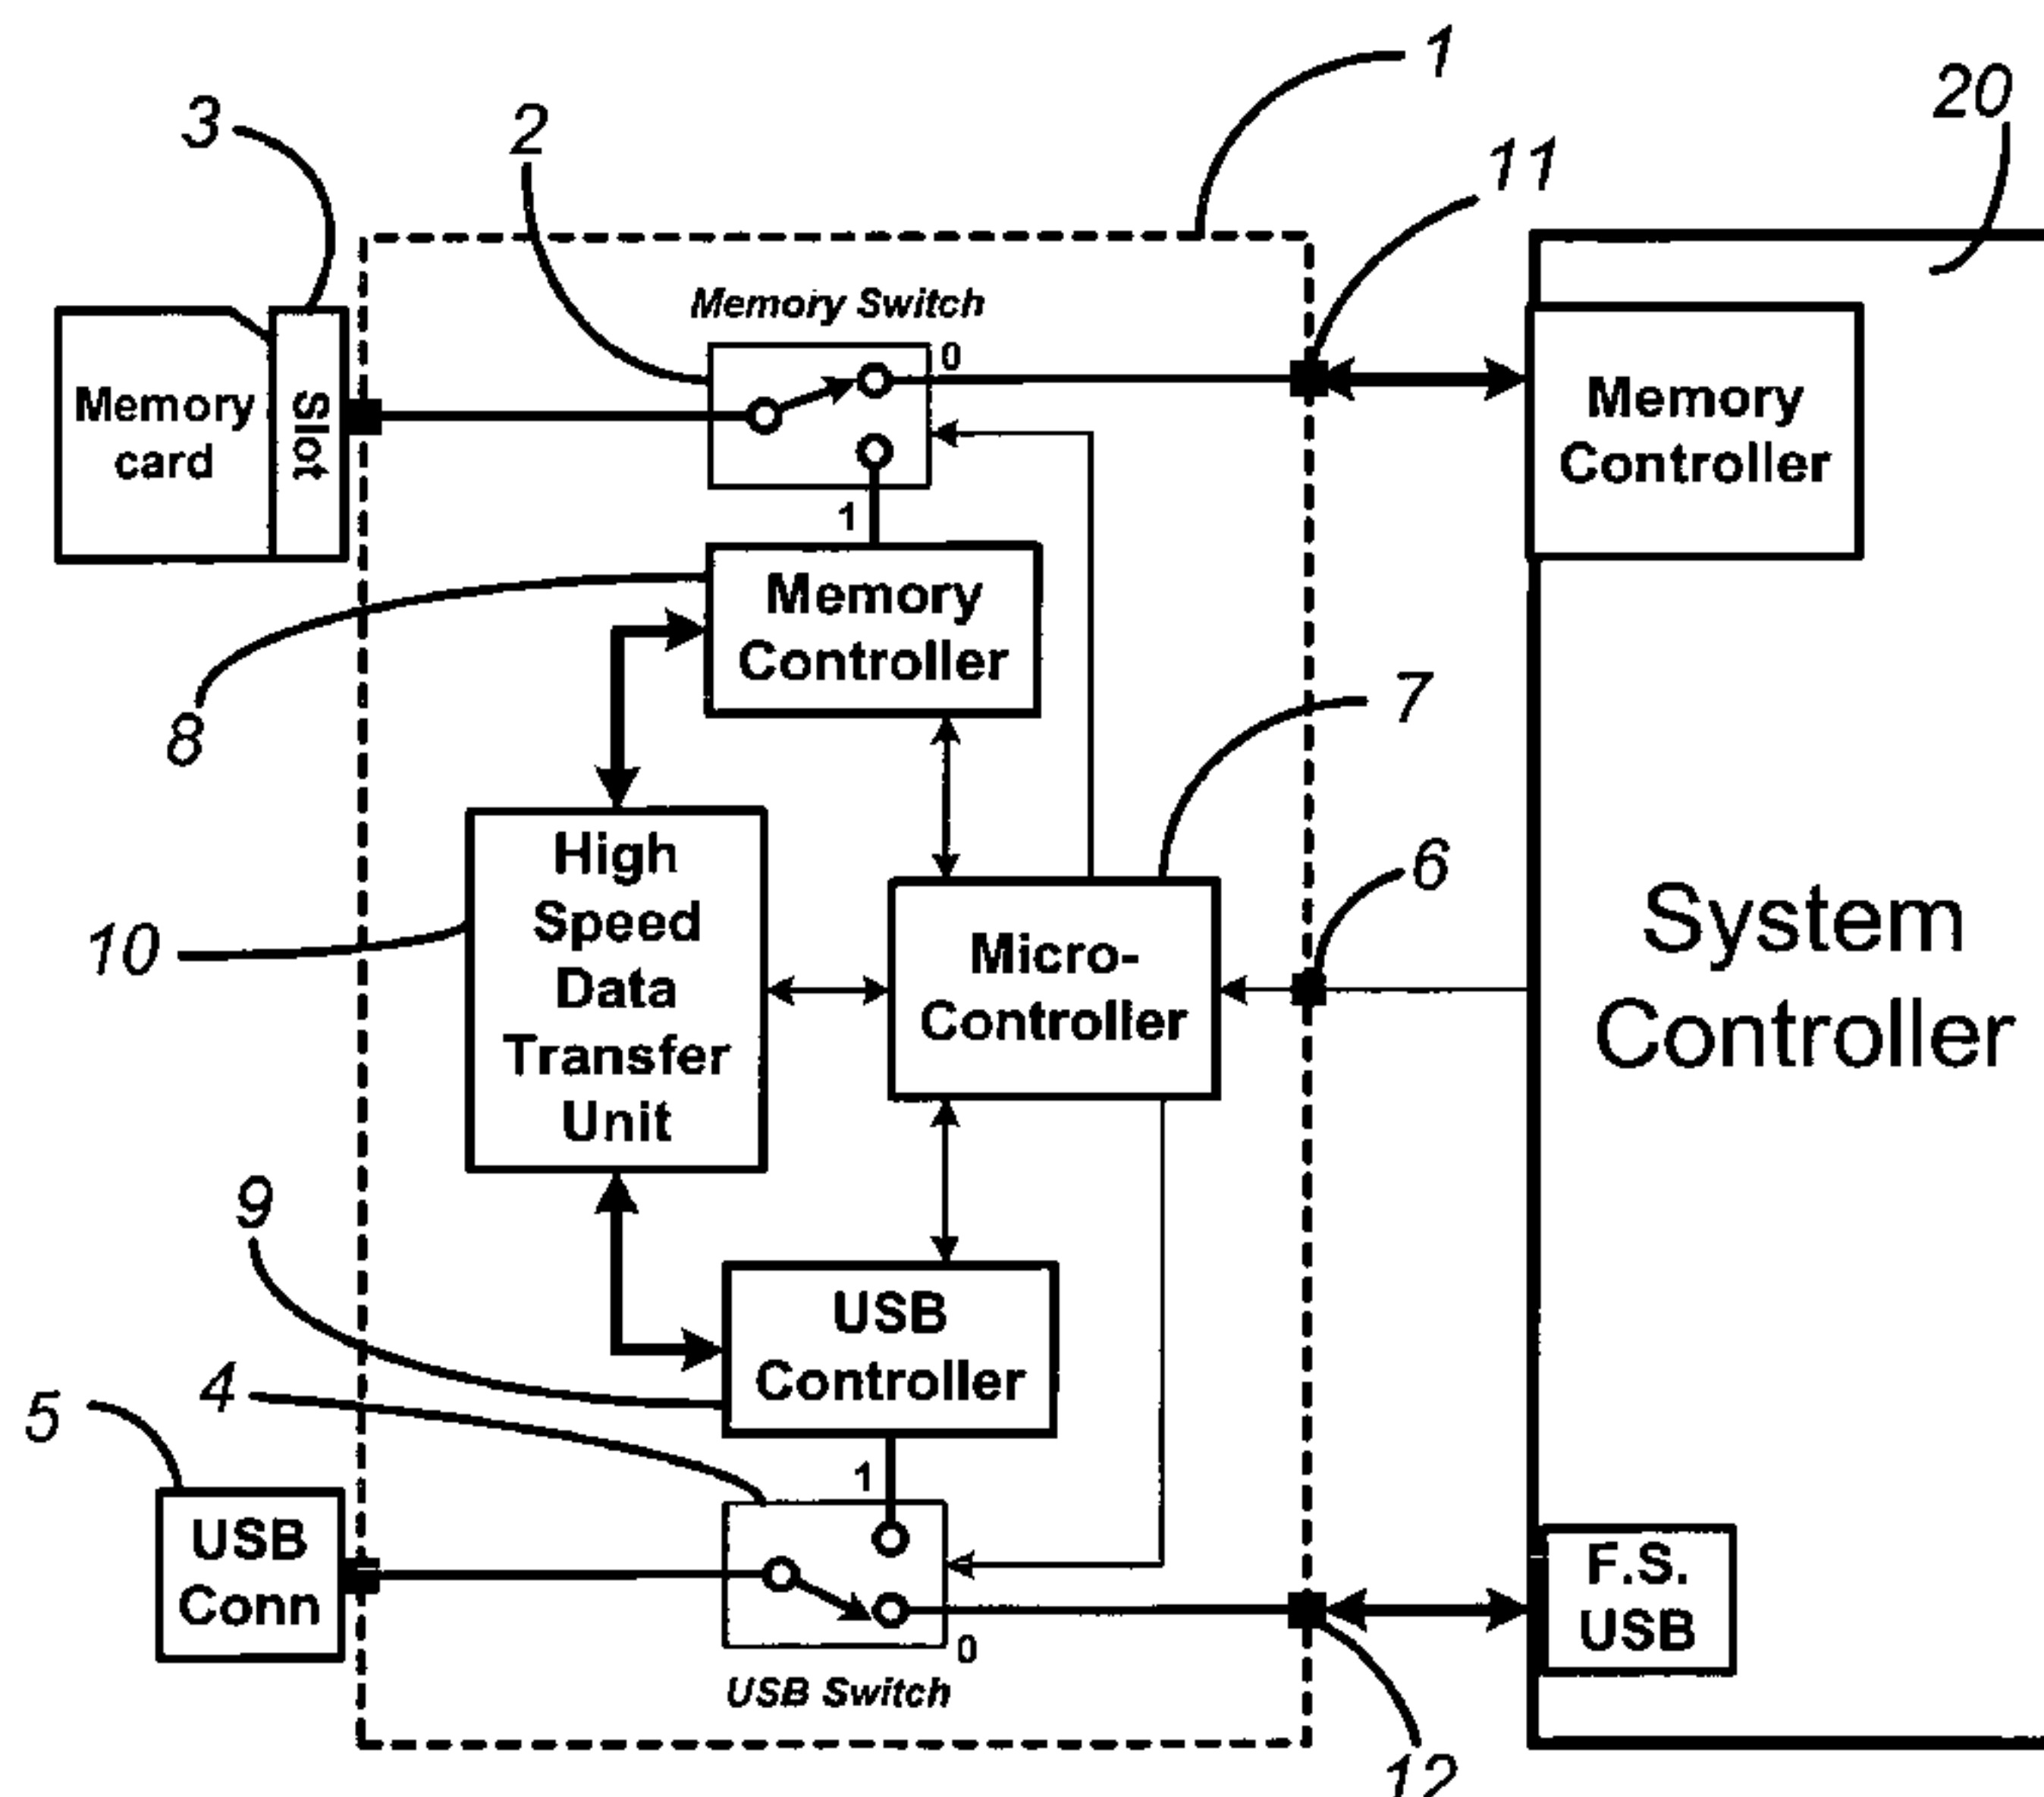 1
20
3
2
11
Memory Switch
0
Memory
card
Slot
Memory
Controller
1
Memory
Controller
8
7
High
Speed
Data
Transfer
Unit
10
6
Micro-
Controller
System
Controller
9
USB
Controller
4
5
1
USB
Conn
F.S.
USB
0
USB Switch
12